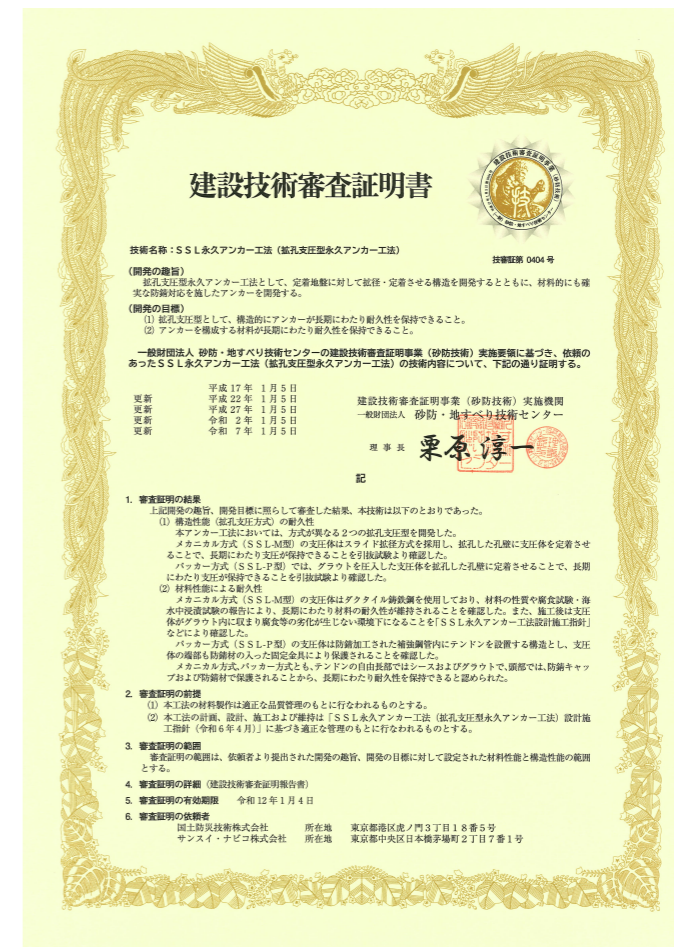 建設技術審査証明書
建設技術審査証明事業(砂防技術)
(一財)砂防・地すべり技術センター
技術名称：ＳＳＬ永久アンカー工法（拡孔支圧型永久アンカー工法）
技審証第 0404 号
（開発の趣旨）
拡孔支圧型永久アンカー工法として、定着地盤に対して拡径・定着させる構造を開発するとともに、材料的にも確
実な防錆対応を施したアンカーを開発する。
（開発の目標）
(1) 拡孔支圧型として、構造的にアンカーが長期にわたり耐久性を保持できること。
(2) アンカーを構成する材料が長期にわたり耐久性を保持できること。
一般財団法人 砂防・地すべり技術センターの建設技術審査証明事業（砂防技術）実施要領に基づき、依頼の
あったＳＳＬ永久アンカー工法（拡孔支圧型永久アンカー工法）の技術内容について、下記の通り証明する。
平成 17 年 1 月 5 日
更新 平成 22 年 1 月 5 日
更新 平成 27 年 1 月 5 日
更新 令和 2 年 1 月 5 日
更新 令和 7 年 1 月 5 日
建設技術審査証明事業（砂防技術）実施機関
一般財団法人 砂防・地すべり技術センター
理 事 長 栗原淳一
記
1. 審査証明の結果
上記開発の趣旨、開発目標に照らして審査した結果、本技術は以下のとおりであった。
(1) 構造性能（拡孔支圧方式）の耐久性
本アンカー工法においては、方式が異なる２つの拡孔支圧型を開発した。
メカニカル方式（ＳＳＬ-Ｍ型）の支圧体はスライド拡径方式を採用し、拡孔した孔壁に支圧体を定着させ
ることで、長期にわたり支圧が保持できることを引抜試験より確認した。
パッカー方式（ＳＳＬ-Ｐ型）では、グラウトを圧入した支圧体を拡孔した孔壁に定着させることで、長期
にわたり支圧が保持できることを引抜試験より確認した。
(2) 材料性能による耐久性
メカニカル方式（ＳＳＬ-Ｍ型）の支圧体はダクタイル鋳鉄鋼を使用しており、材料の性質や腐食試験・海
水中浸漬試験の報告により、長期にわたり材料の耐久性が維持されることを確認した。また、施工後は支圧
体がグラウト内に収まり腐食等の劣化が生じない環境下になることを「ＳＳＬ永久アンカー工法設計施工指針」
などにより確認した。
パッカー方式（ＳＳＬ-Ｐ型）の支圧体は防錆加工された補強鋼管内にテンドンを設置する構造とし、支圧
体の端部も防錆材の入った固定金具により保護されることを確認した。
メカニカル方式、パッカー方式とも、テンドンの自由長部ではシースおよびグラウトで、頭部では、防錆キャッ
プおよび防錆材で保護されることから、長期にわたり耐久性を保持できると認められた。
2. 審査証明の前提
(1) 本工法の材料製作は適正な品質管理のもとに行なわれるものとする。
(2) 本工法の計画、設計、施工および維持は「ＳＳＬ永久アンカー工法（拡孔支圧型永久アンカー工法）設計施
工指針（令和６年４月）」に基づき適正な管理のもとに行なわれるものとする。
3. 審査証明の範囲
審査証明の範囲は、依頼者より提出された開発の趣旨、開発の目標に対して設定された材料性能と構造性能の範囲
とする。
4. 審査証明の詳細（建設技術審査証明報告書）
5. 審査証明の有効期限 令和 12 年 1 月 4 日
6. 審査証明の依頼者
国土防災技術株式会社 所在地 東京都港区虎ノ門３丁目１８番５号
サンスイ・ナビコ株式会社 所在地 東京都中央区日本橋茅場町２丁目７番１号